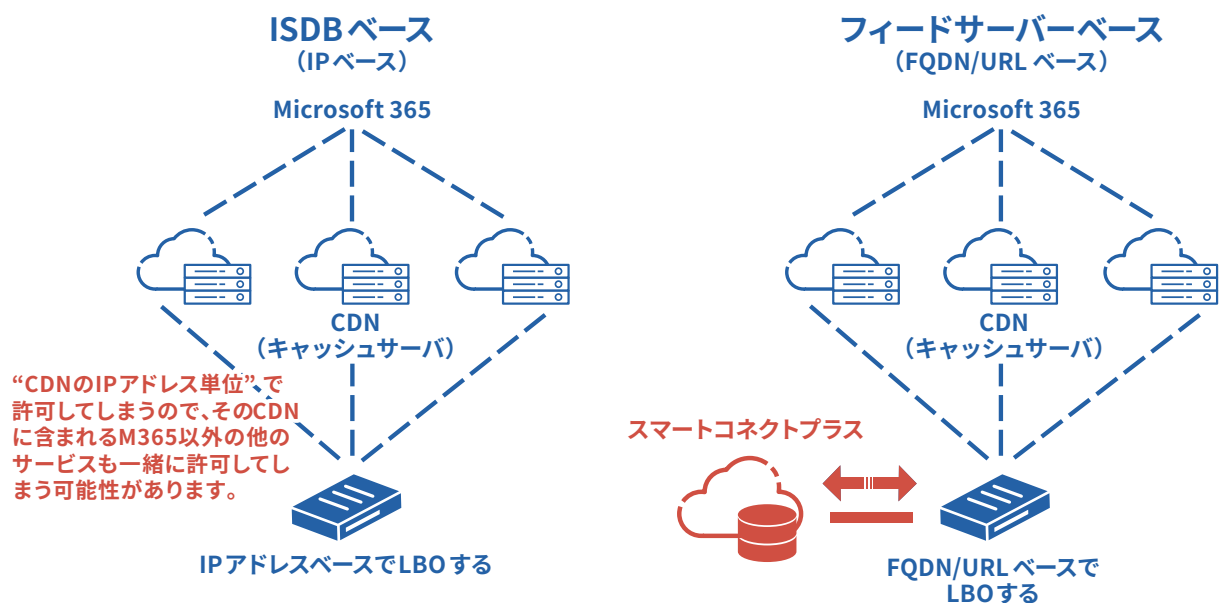 ISDBベース
（IPベース）
Microsoft 365
CDN
（キャッシュサーバ）
“CDNのIPアドレス単位”で
許可してしまうので、そのCDN
に含まれるM365以外の他の
サービスも一緒に許可してし
まう可能性があります。
IPアドレスベースでLBOする
フィードサーバーベース
（FQDN/URL ベース）
Microsoft 365
CDN
（キャッシュサーバ）
スマートコネクトプラス
FQDN/URL ベースで
LBOする